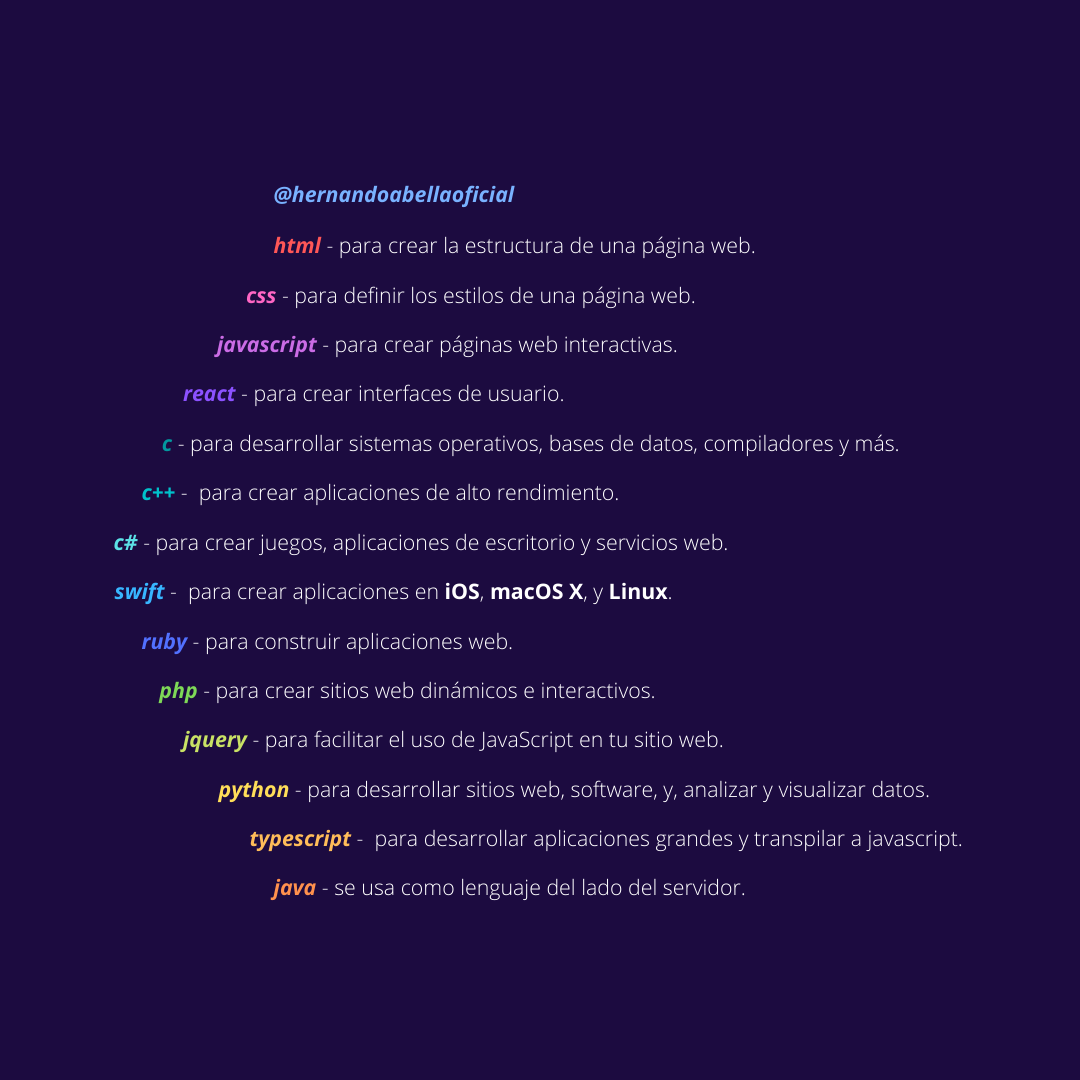 @hernandoabellaoficial
html - para crear la estructura de una página web.
css - para definir los estilos de una página web.
javascript - para crear páginas web interactivas.
react - para crear interfaces de usuario.
c - para desarrollar sistemas operativos, bases de datos, compiladores y más.
c++ - para crear aplicaciones de alto rendimiento.
c# - para crear juegos, aplicaciones de escritorio y servicios web.
swift - para crear aplicaciones en iOS, macOS X, y Linux.
ruby - para construir aplicaciones web.
php - para crear sitios web dinámicos e interactivos.
jquery - para facilitar el uso de JavaScript en tu sitio web.
python - para desarrollar sitios web, software, y, analizar y visualizar datos.
typescript - para desarrollar aplicaciones grandes y transpilar a javascript.
java - se usa como lenguaje del lado del servidor.